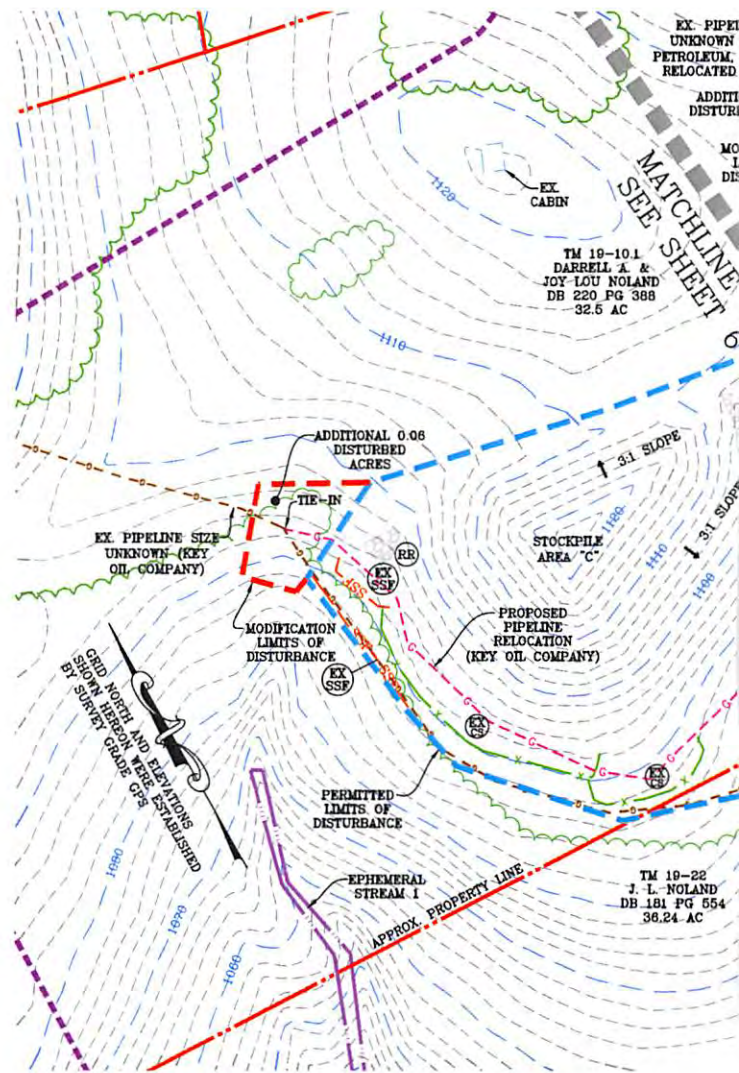 EX. PIPEL
UNKNOWN
PETROLEUM,
RELOCATED
ADDITI
DISTURB
MO
L
DIS
MATCHLINE
SEE SHEET
6
1120
EX.
CABIN
TM 19-10.1
DARRELL A. &
JOY LOU NOLAND
DB 220 PG 388
32.5 AC
1110
ADDITIONAL 0.06
DISTURBED
ACRES
TIE-IN
3:1 SLOPE
EX. PIPELINE SIZE
UNKNOWN (KEY
OIL COMPANY)
RR
EX
SSF
SSF
STOCKPILE
AREA "C"
1120
1110
1100
3:1 SLOPE
MODIFICATION
LIMITS OF
DISTURBANCE
PROPOSED
PIPELINE
RELOCATION
(KEY OIL COMPANY)
EX
SSF
GRID NORTH AND ELEVATIONS
SHOWN HEREON WERE ESTABLISHED
BY SURVEY GRADE GPS
EX
CS
EX
CS
PERMITTED
LIMITS OF
DISTURBANCE
1080
1070
1060
EPHEMERAL
STREAM 1
APPROX. PROPERTY LINE
TM 19-22
J. L. NOLAND
DB 181 PG 554
36.24 AC